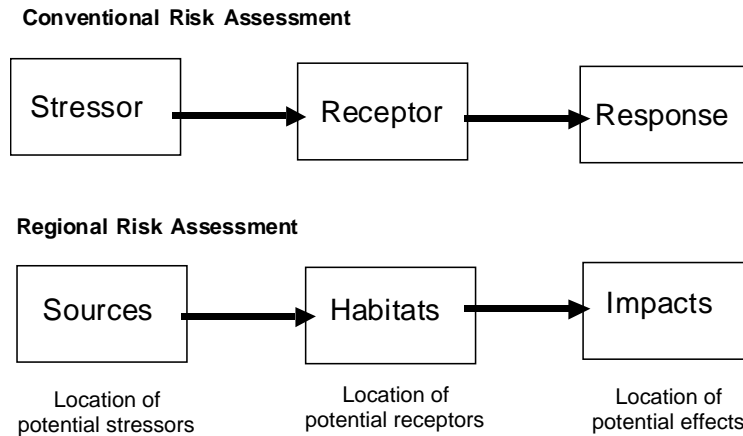 Conventional Risk Assessment
Stressor
Receptor
Response
Regional Risk Assessment
Sources
Habitats
Impacts
Location of
potential stressors
Location of
potential receptors
Location of
potential effects